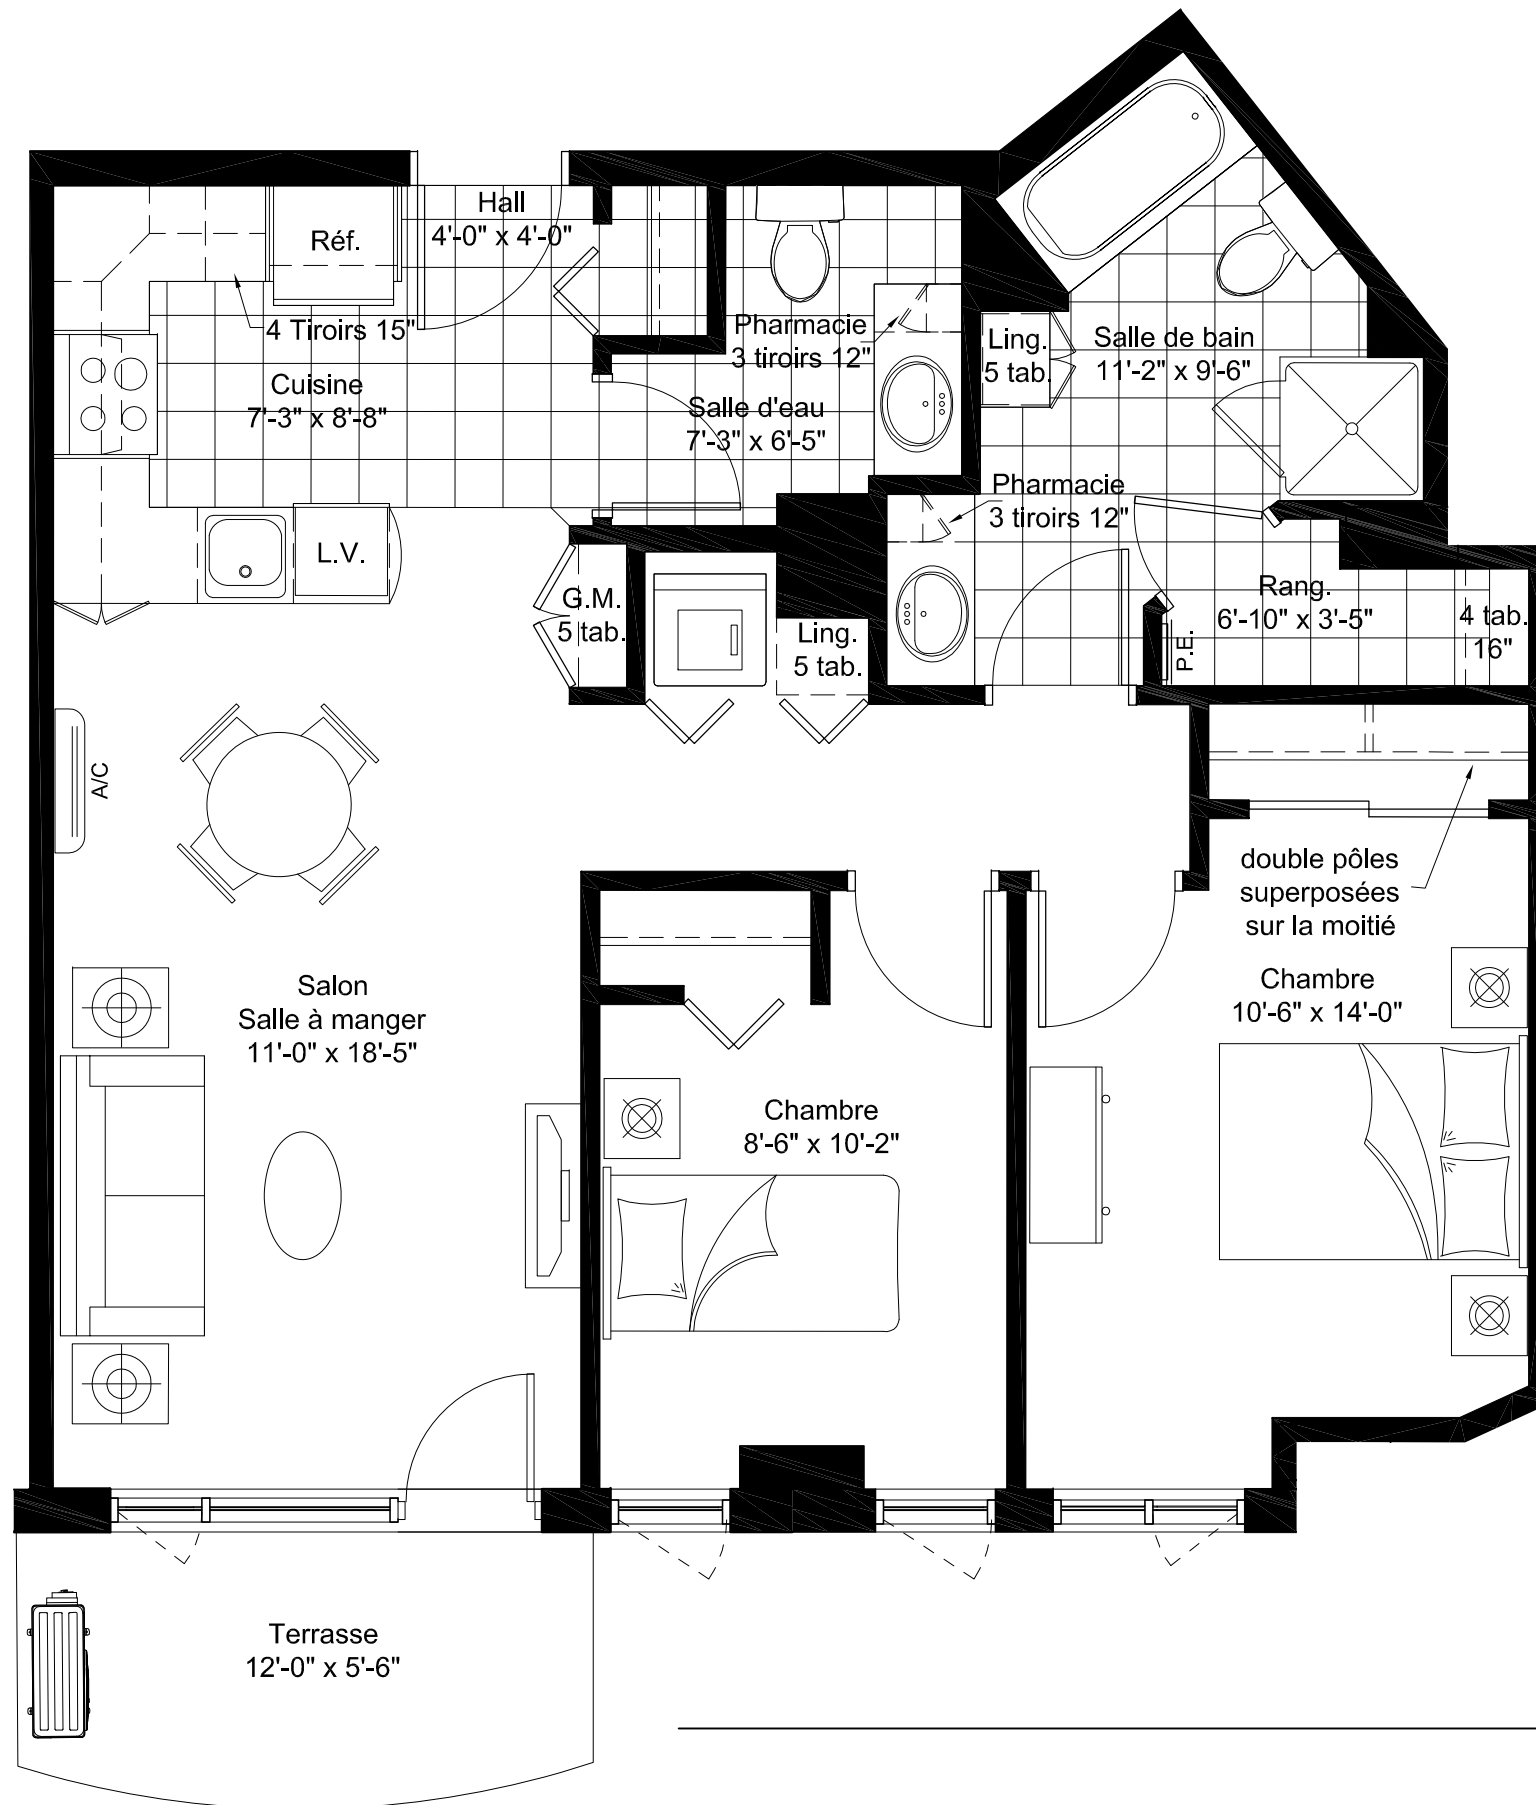 Hall
4'-0" x 4'-0"
Réf.
4 Tiroirs 15"
Cuisine
7'-3" x 8'-8"
Pharmacie
3 tiroirs 12"
Salle d'eau
7'-3" x 6'-5"
Ling.
5 tab.
Salle de bain
11'-2" x 9'-6"
Pharmacie
3 tiroirs 12"
L.V.
G.M.
5 tab.
Ling.
5 tab.
Rang.
6'-10" x 3'-5"
4 tab.
16"
P.E.
A/C
double pôles
superposées
sur la moitié
Salon
Salle à manger
11'-0" x 18'-5"
Chambre
10'-6" x 14'-0"
Chambre
8'-6" x 10'-2"
Terrasse
12'-0" x 5'-6"